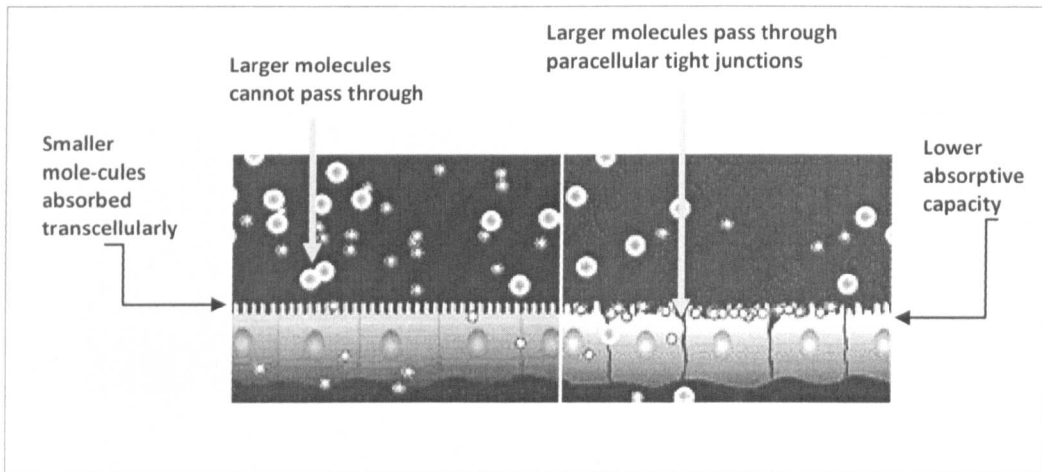 Larger molecules pass through
paracellular tight junctions
Larger molecules
cannot pass through
Smaller
mole-cules
absorbed
transcellularly
Lower
absorptive
capacity